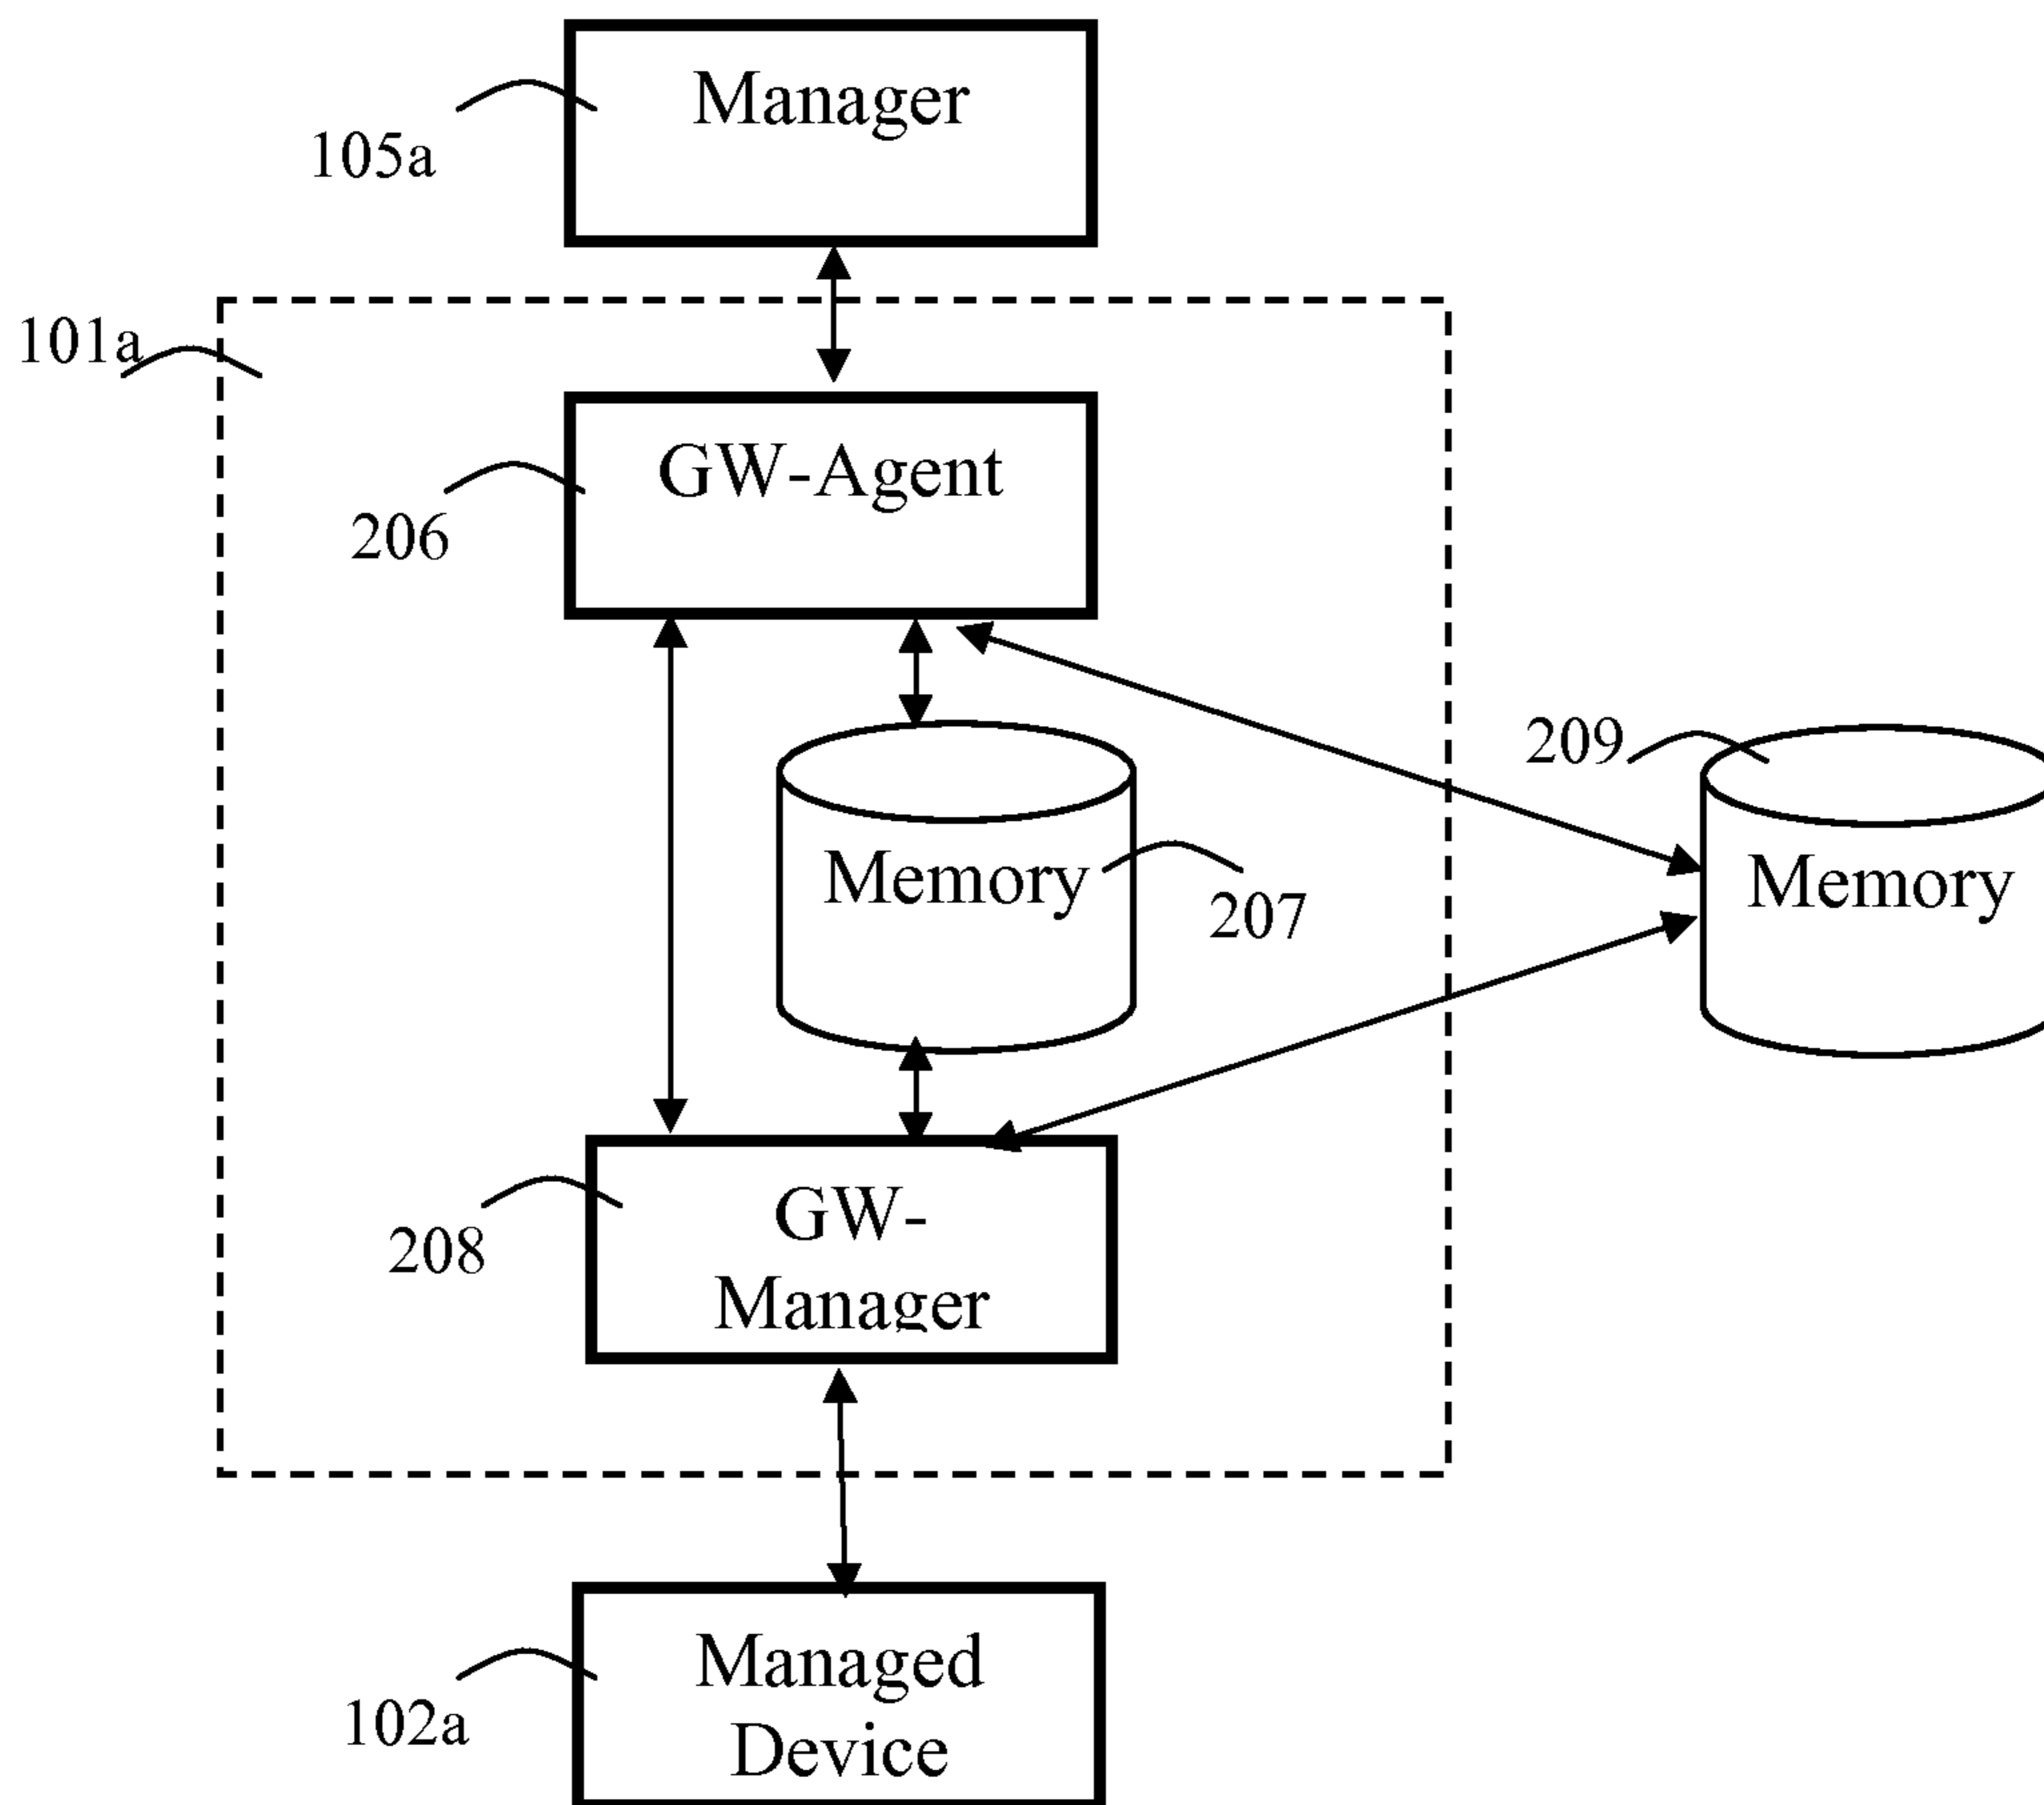 Manager
105a
101a
GW-Agent
206
209
Memory
Memory
207
GW-
Manager
208
Managed
Device
102a